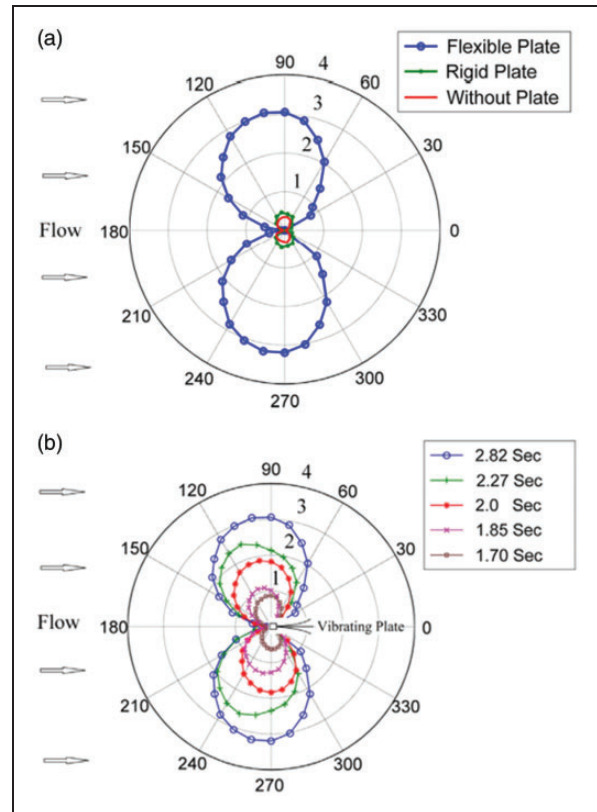 (a)
Flexible Plate
Rigid Plate
Without Plate
90
4
120
60
3
2
150
30
1
Flow
180
0
210
330
240
300
270
(b)
2.82 Sec
2.27 Sec
2.0 Sec
1.85 Sec
1.70 Sec
90
4
120
60
3
2
150
30
1
Flow
180
Vibrating Plate
0
210
330
240
300
270